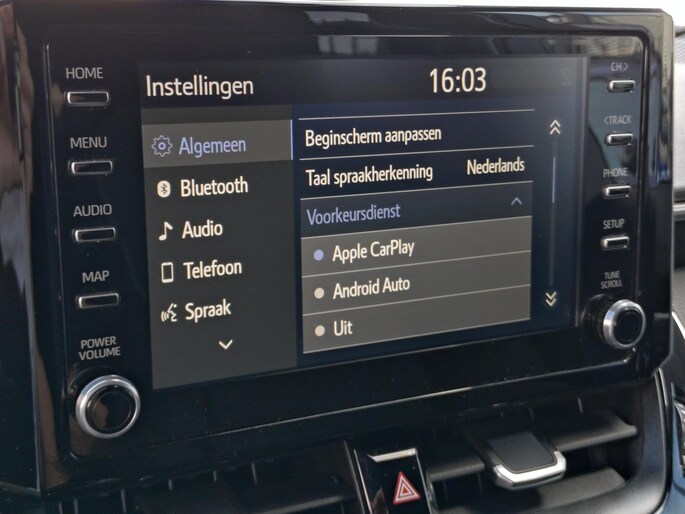 HOME
MENU
AUDIO
MAP
POWER
VOLUME
Instellingen
16:03
Algemeen
Bluetooth
Audio
Telefoon
Spraak
Beginscherm aanpassen
Taal spraakherkenning Nederlands
Voorkeursdienst
Apple CarPlay
Android Auto
Uit
CH>
<TRACK
PHONE
SETUP
TUNE
SCROLL